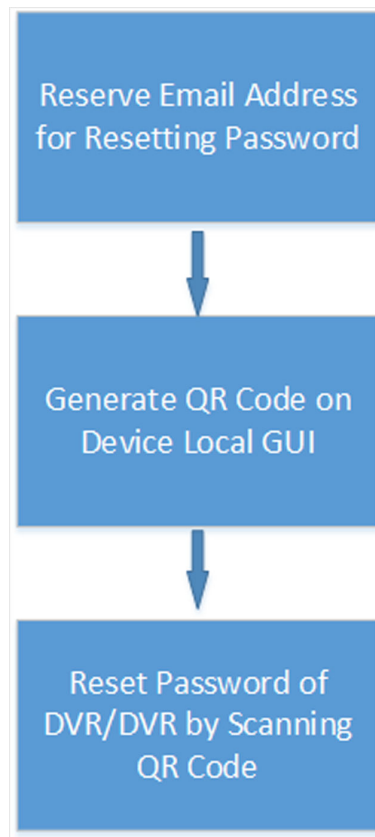 Reserve Email Address
for Resetting Password
Generate QR Code on
Device Local GUI
Reset Password of
DVR/DVR by Scanning
QR Code